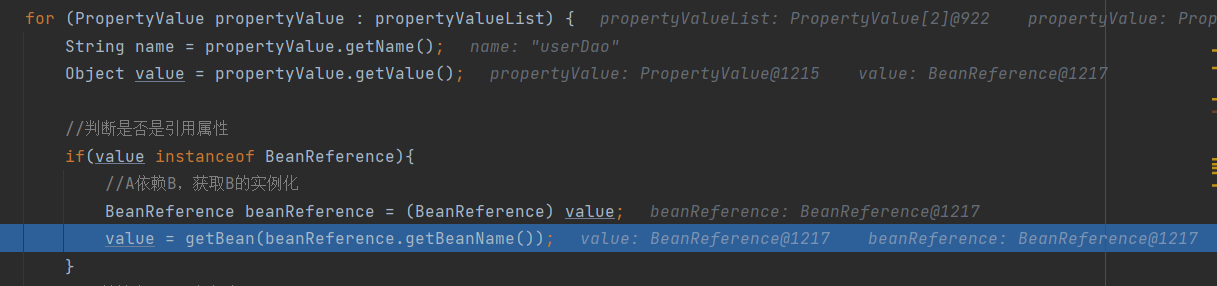 for (PropertyValue propertyValue : propertyValueList) { propertyValueList: PropertyValue[2]@922 propertyValue: Prop
String name = propertyValue.getName(); name: "userDao"
Object value = propertyValue.getValue(); propertyValue: PropertyValue@1215 value: BeanReference@1217
//判断是否是引用属性
if(value instanceof BeanReference){
//A依赖B，获取B的实例化
BeanReference beanReference = (BeanReference) value; beanReference: BeanReference@1217
value = getBean(beanReference.getBeanName()); value: BeanReference@1217 beanReference: BeanReference@1217
}